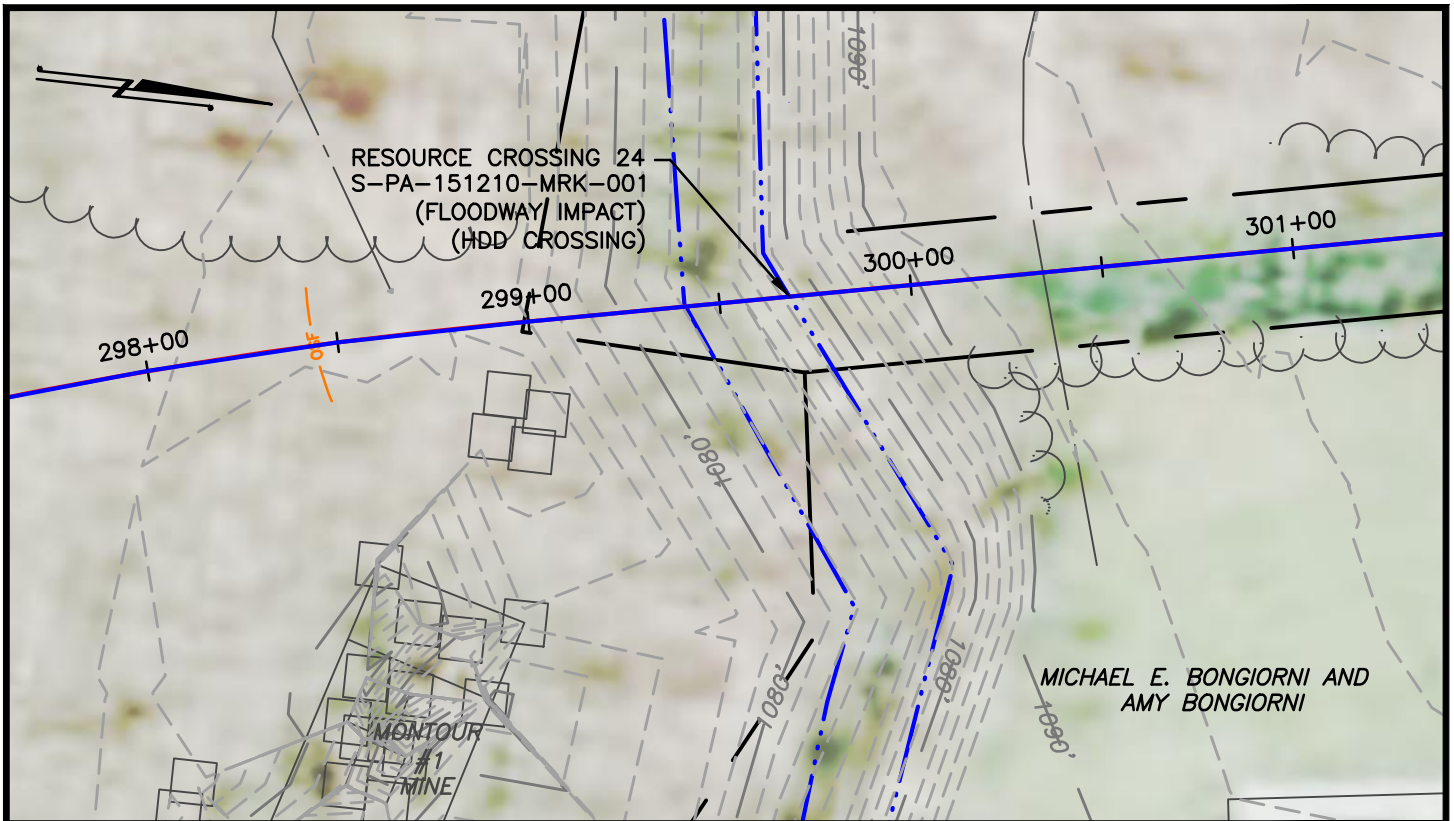 1090'
RESOURCE CROSSING 24
S-PA-151210-MRK-001
(FLOODWAY IMPACT)
(HDD CROSSING)
301+00
300+00
299+00
298+00
1080'
1080'
1080'
1090'
MICHAEL E. BONGIORNI AND
AMY BONGIORNI
MONTOUR
#1
MINE